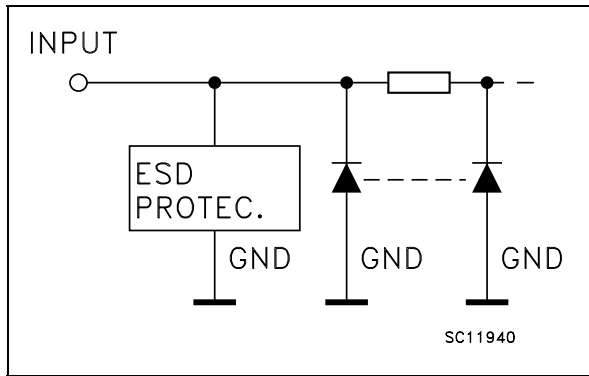 INPUT
ESD
PROTEC.
GND
GND
GND
SC11940